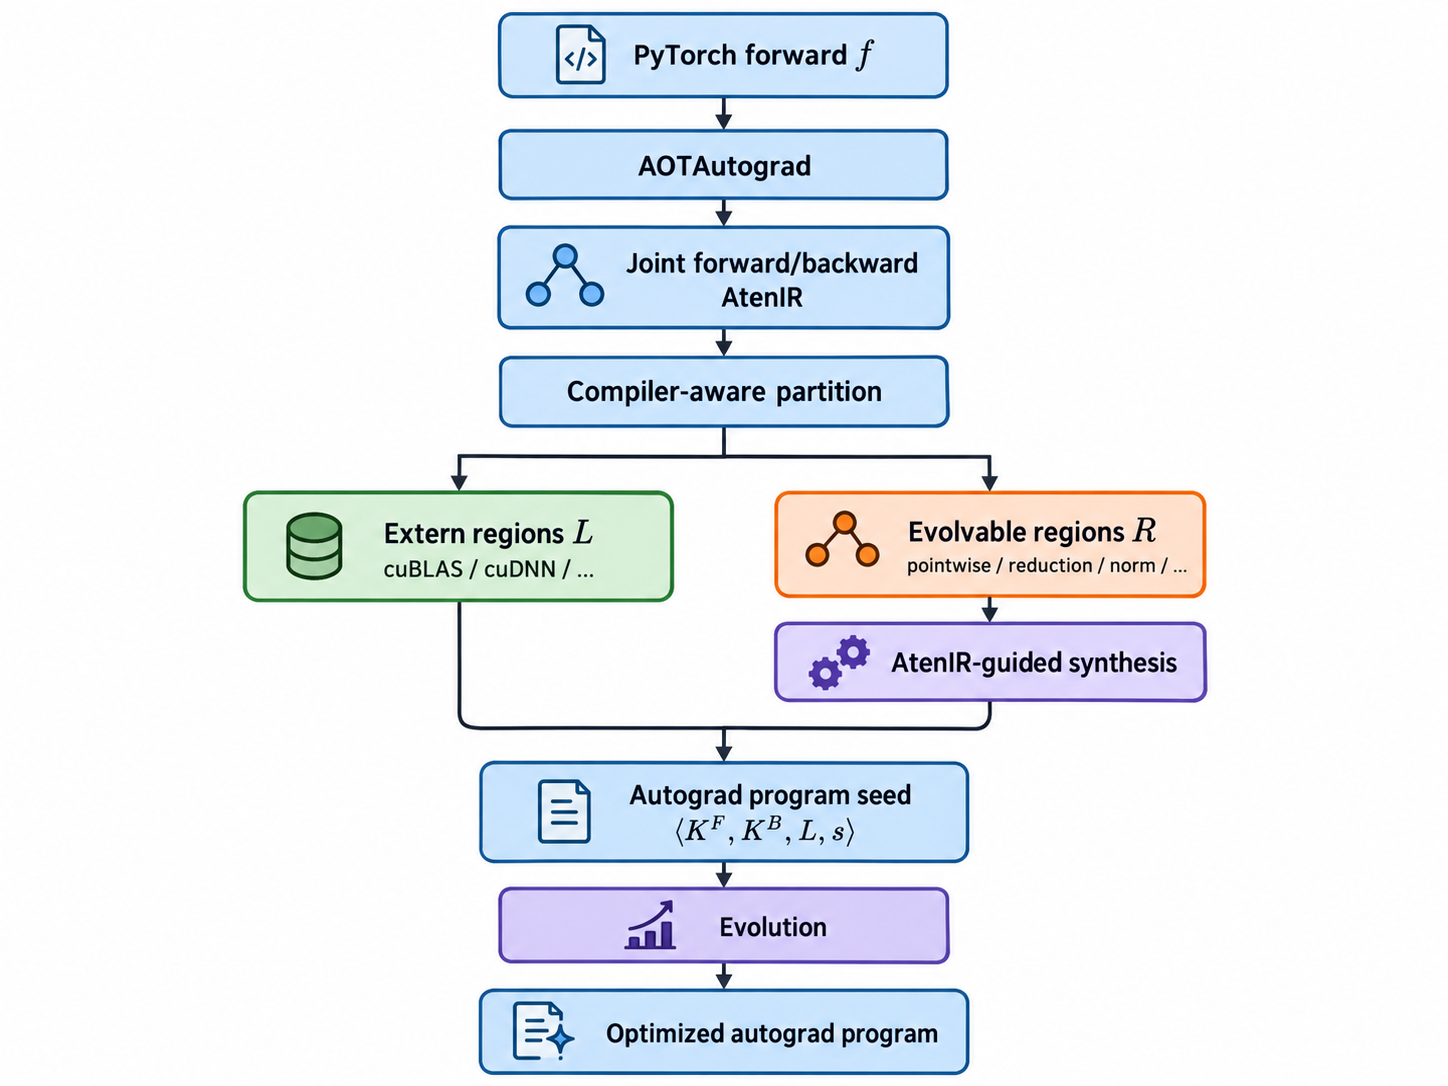 </> PyTorch forward f
AOTAutograd
Joint forward/backward
AtenIR
Compiler-aware partition
Extern regions L
cuBLAS / cuDNN / ...
Evolvable regions R
pointwise / reduction / norm / ...
AtenIR-guided synthesis
Autograd program seed
⟨K^F, K^B, L, s⟩
Evolution
Optimized autograd program